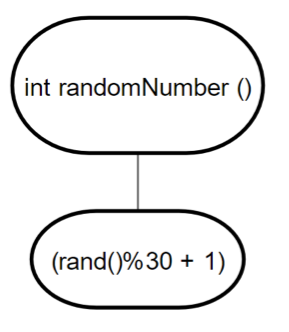 int randomNumber ()
(rand()%30 + 1)